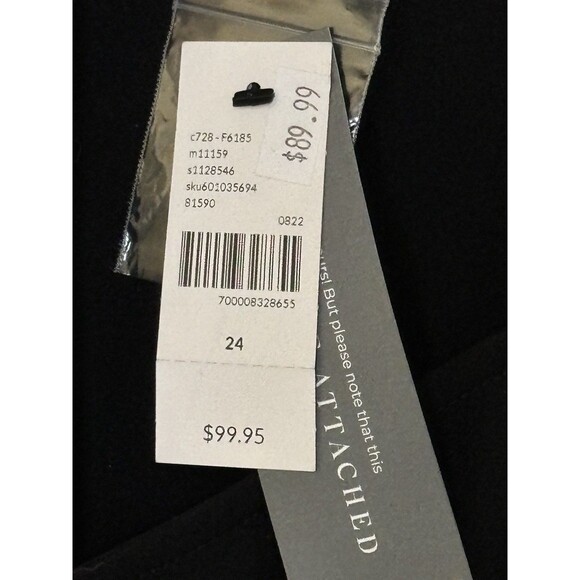 $89.99
c728-F6185
m11159
s1128546
sku601035694
81590
0822
700008328655
24
$99.95
But please note that this
ATTACHED